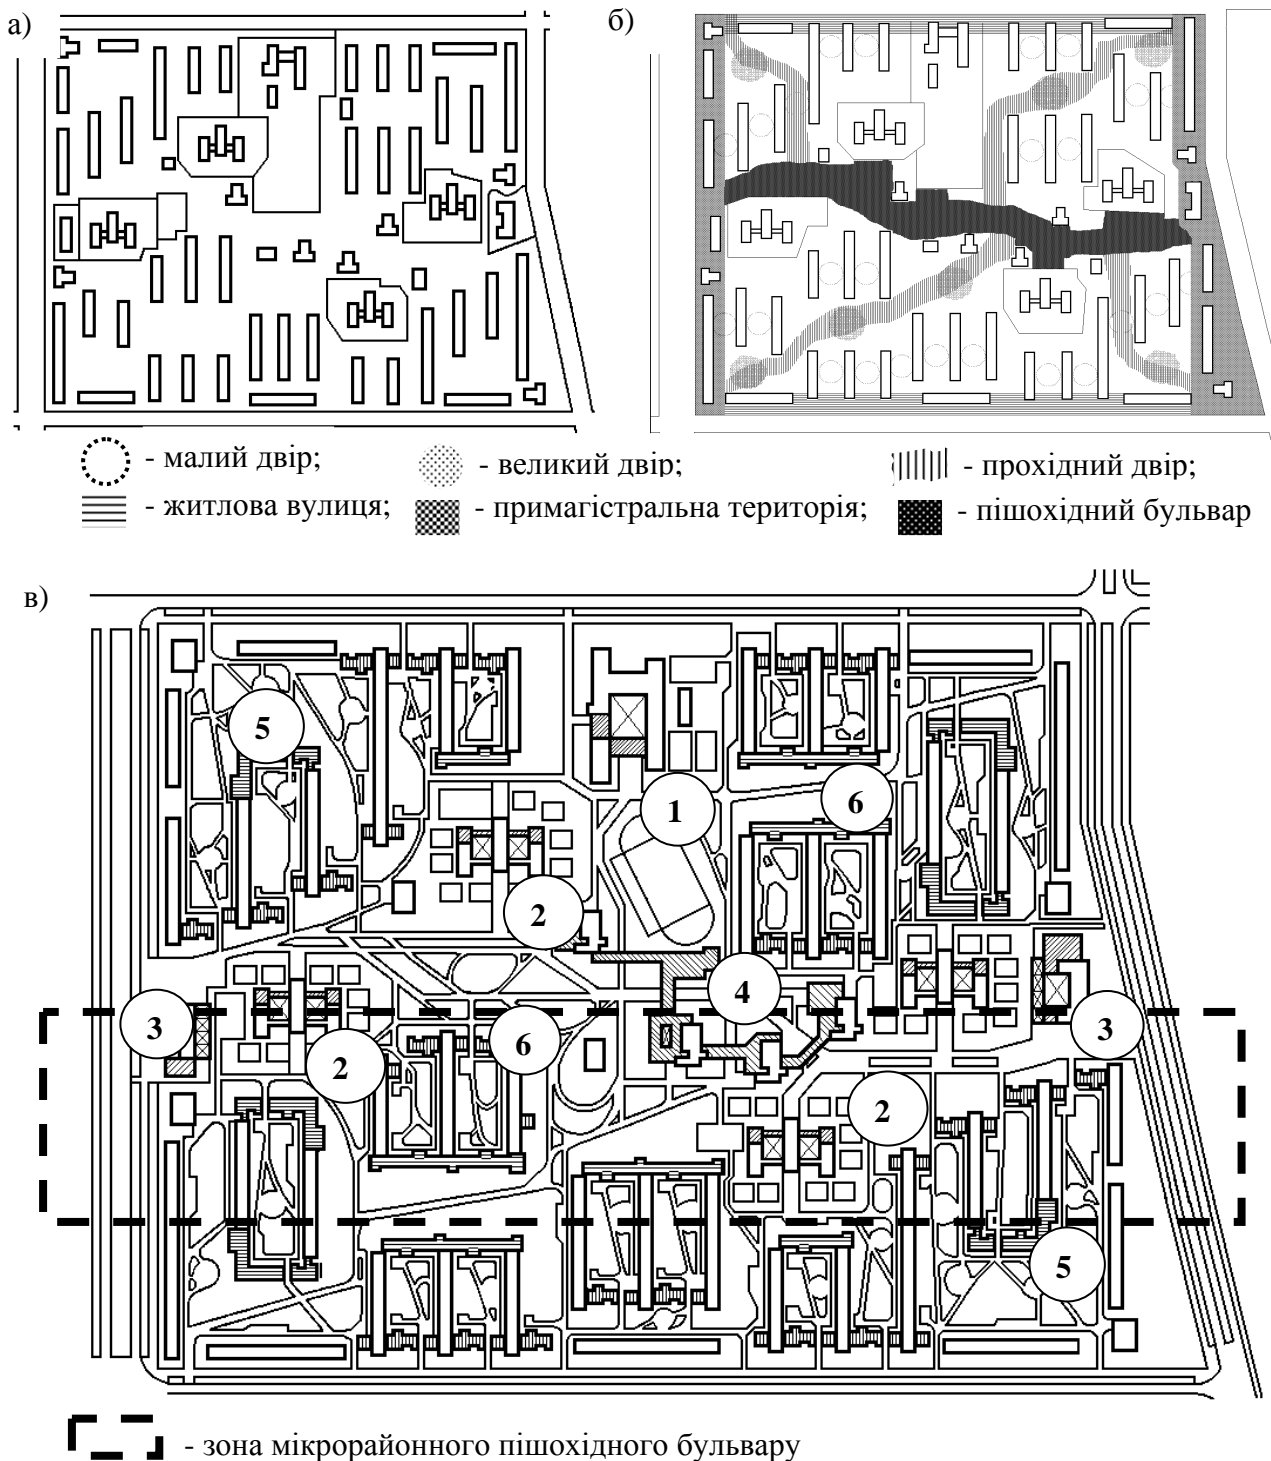 а)
б)
- малий двір;
- великий двір;
- прохідний двір;
- житлова вулиця;
- примагістральна територія;
- пішохідний бульвар
в)
5
1
6
2
4
3
3
6
2
2
5
- зона мікрорайонного пішохідного бульвару